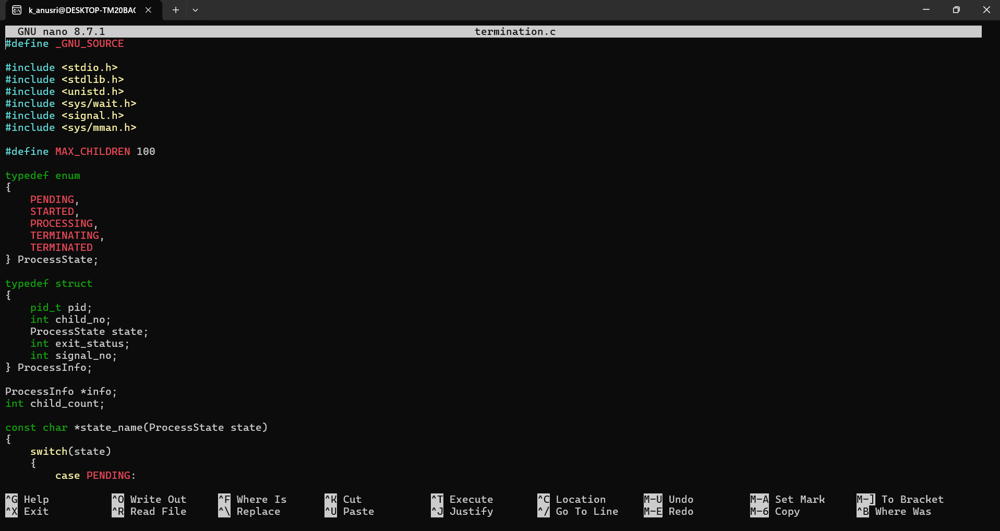 k_anusri@DESKTOP-TM20BAC
GNU nano 8.7.1 termination.c
#define _GNU_SOURCE

#include <stdio.h>
#include <stdlib.h>
#include <unistd.h>
#include <sys/wait.h>
#include <signal.h>
#include <sys/mman.h>

#define MAX_CHILDREN 100

typedef enum
{
    PENDING,
    STARTED,
    PROCESSING,
    TERMINATING,
    TERMINATED
} ProcessState;

typedef struct
{
    pid_t pid;
    int child_no;
    ProcessState state;
    int exit_status;
    int signal_no;
} ProcessInfo;

ProcessInfo *info;
int child_count;

const char *state_name(ProcessState state)
{
    switch(state)
    {
        case PENDING:

^G Help ^O Write Out ^F Where Is ^K Cut ^T Execute ^C Location M-U Undo M-A Set Mark M-] To Bracket
^X Exit ^R Read File ^\ Replace ^U Paste ^J Justify ^/ Go To Line M-E Redo M-6 Copy ^B Where Was